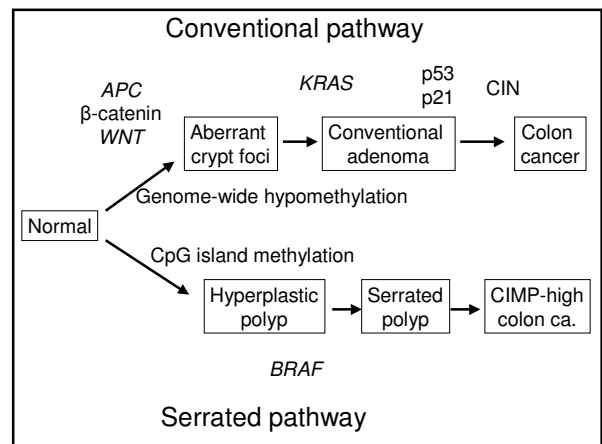 Conventional pathway
APC
β-catenin
WNT
KRAS
p53
p21
CIN
Aberrant
crypt foci
Conventional
adenoma
Colon
cancer
Genome-wide hypomethylation
Normal
CpG island methylation
Hyperplastic
polyp
Serrated
polyp
CIMP-high
colon ca.
BRAF
Serrated pathway